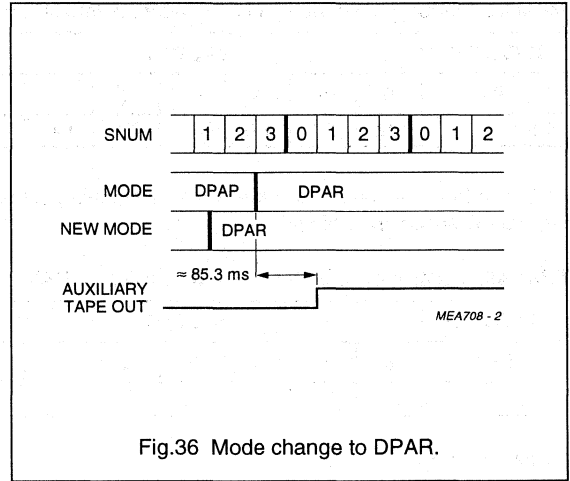 SNUM 1 2 3 0 1 2 3 0 1 2
MODE DPAP DPAR
NEW MODE DPAR
≈ 85.3 ms
AUXILIARY
TAPE OUT
MEA708 - 2
Fig.36 Mode change to DPAR.